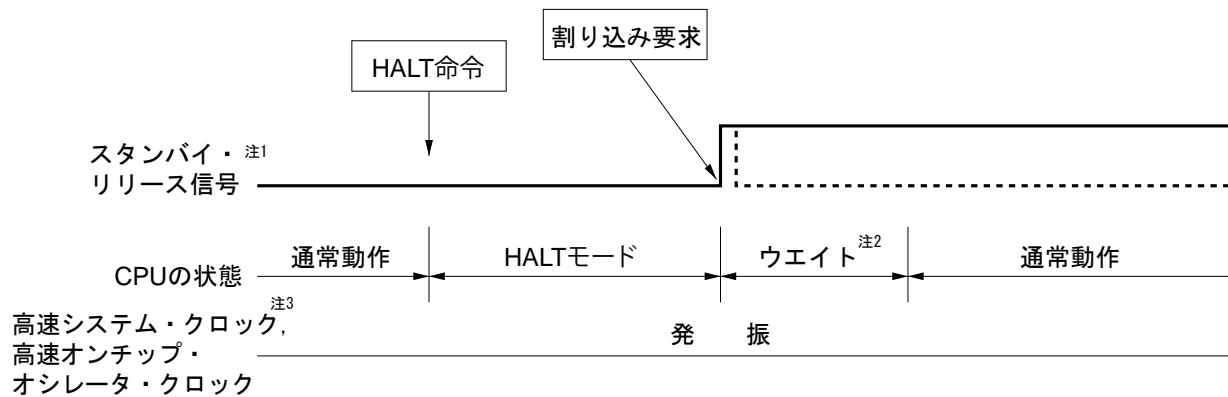 割り込み要求
HALT命令
スタンバイ・ 注1
リリース信号
CPUの状態
通常動作
HALTモード
ウエイト注2
通常動作
高速システム・クロック注3,
高速オンチップ・
オシレータ・クロック
発 振